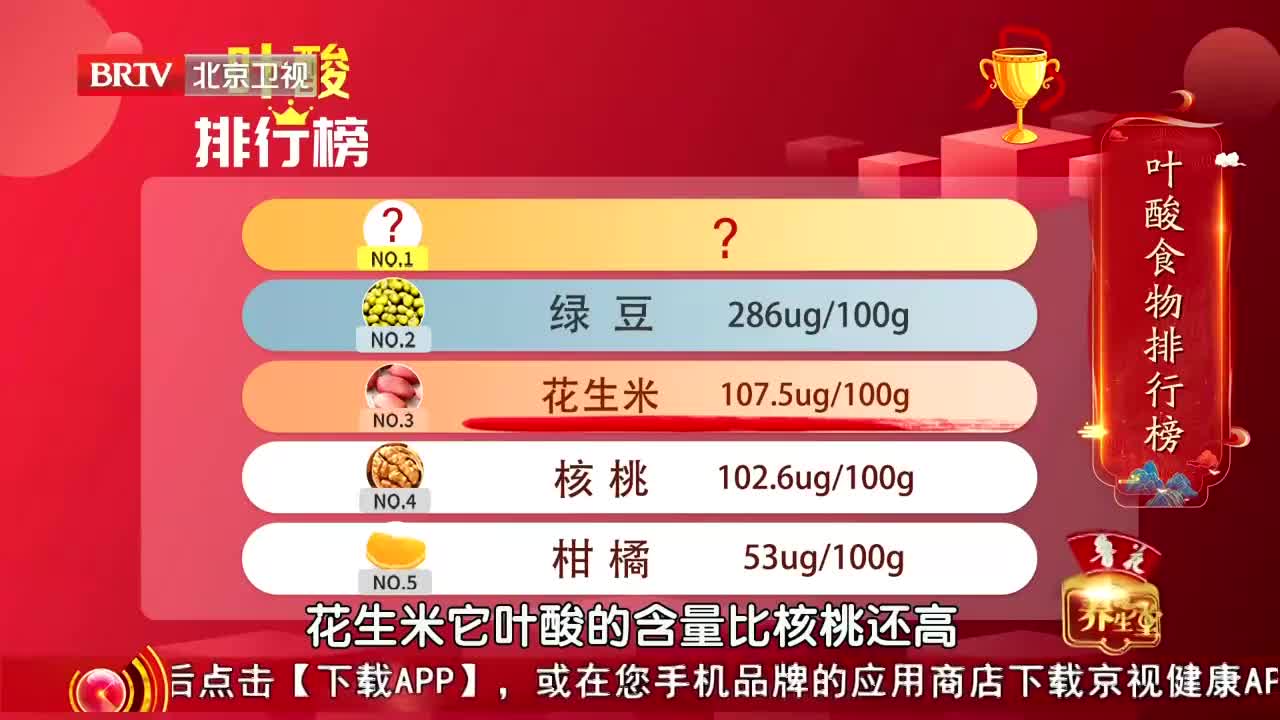 BRTV 北京卫视
叶酸
排行榜
? NO.1 ?
NO.2 绿豆 286ug/100g
NO.3 花生米 107.5ug/100g
NO.4 核桃 102.6ug/100g
NO.5 柑橘 53ug/100g
叶酸食物排行榜
鲁花
养生堂
花生米它叶酸的含量比核桃还高
后点击【下载APP】，或在您手机品牌的应用商店下载京视健康AP